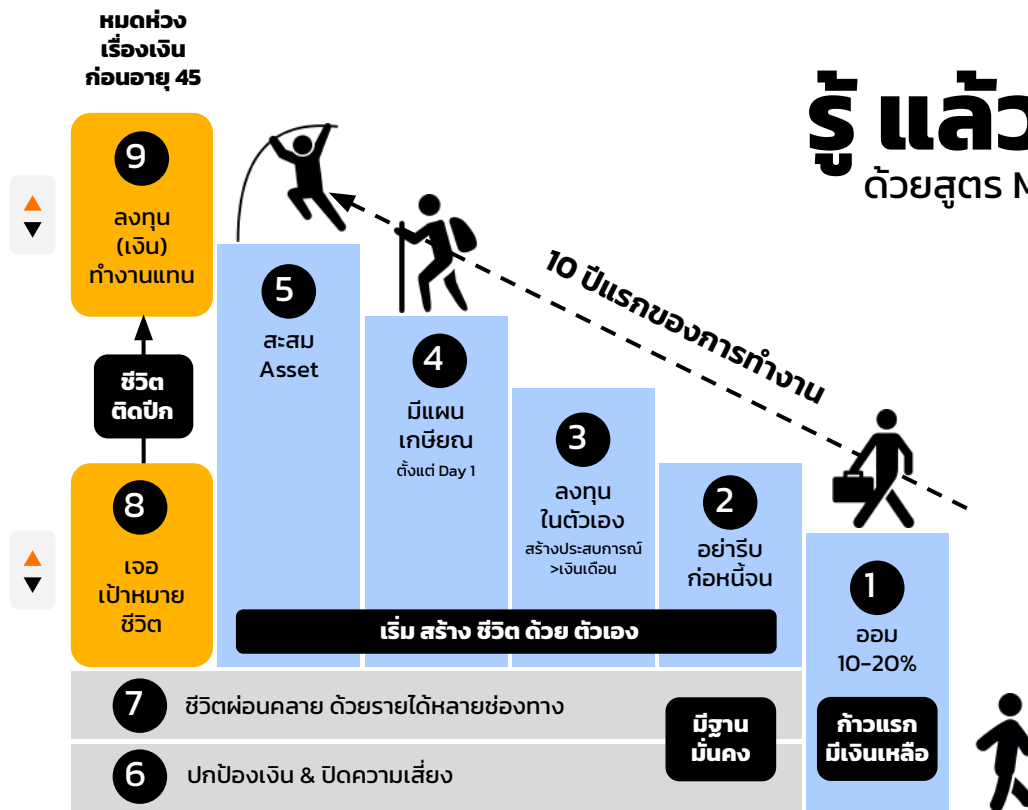 หมดห่วง
เรื่องเงิน
ก่อนอายุ 45
รู้ แล้ว
ด้วยสูตร M
9
ลงทุน
(เงิน)
ทำงานแทน
ชีวิต
ติดปีก
8
เจอ
เป้าหมาย
ชีวิต
10 ปีแรกของการทำงาน
5
สะสม
Asset
4
มีแผน
เกษียณ
ตั้งแต่ Day 1
3
ลงทุน
ในตัวเอง
สร้างประสบการณ์
>เงินเดือน
2
อย่ารีบ
ก่อหนี้จน
1
ออม
10-20%
เริ่ม สร้าง ชีวิต ด้วย ตัวเอง
7 ชีวิตผ่อนคลาย ด้วยรายได้หลายช่องทาง
6 ปกป้องเงิน & ปิดความเสี่ยง
มีฐาน
มั่นคง
ก้าวแรก
มีเงินเหลือ